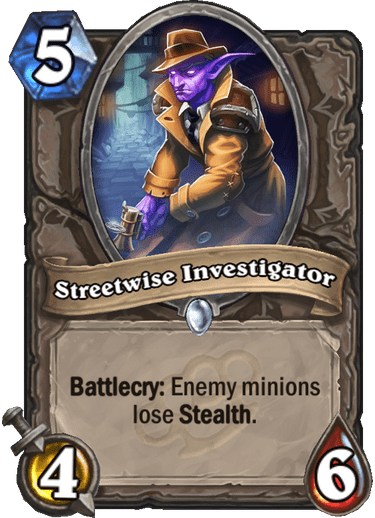 5
Streetwise Investigator
Battlecry: Enemy minions
lose Stealth.
4
6